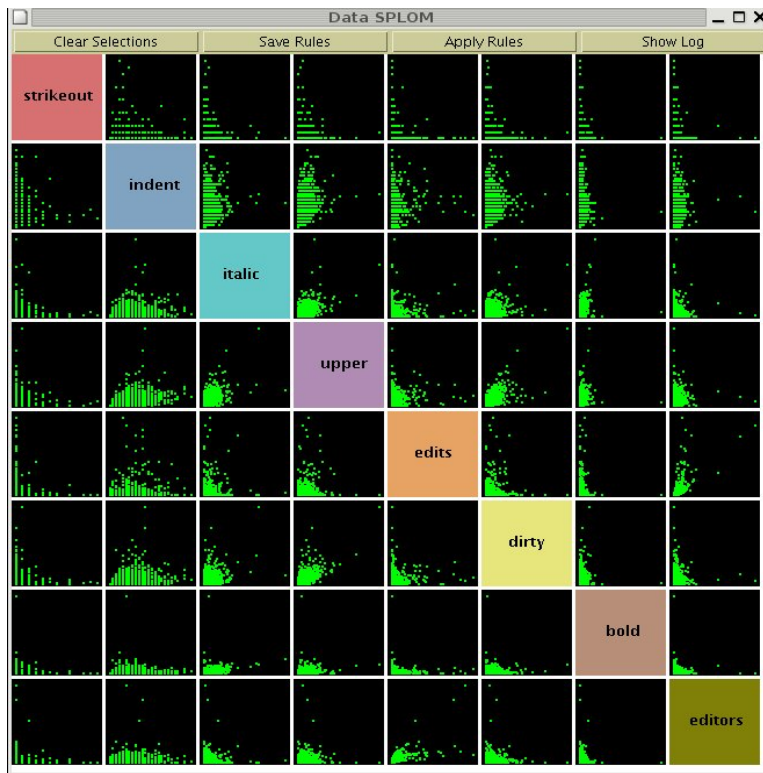 Data SPLOM
Clear Selections Save Rules Apply Rules Show Log
strikeout
indent
italic
upper
edits
dirty
bold
editors